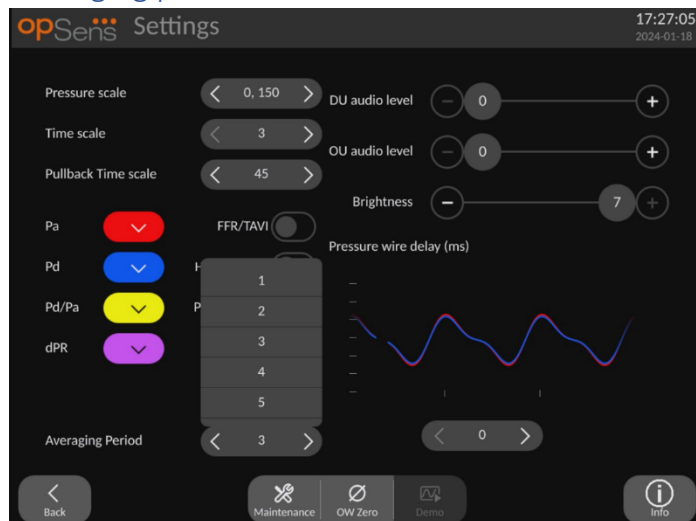 opSens Settings
17:27:05
2024-01-18
Pressure scale
0, 150
Time scale
3
Pullback Time scale
45
DU audio level
0
OU audio level
0
Brightness
7
Pa
FFR/TAVI
Pd
H
Pd/Pa
P
dPR
1
2
3
4
5
Averaging Period
3
Pressure wire delay (ms)
0
Back
Maintenance
OW Zero
Demo
Info